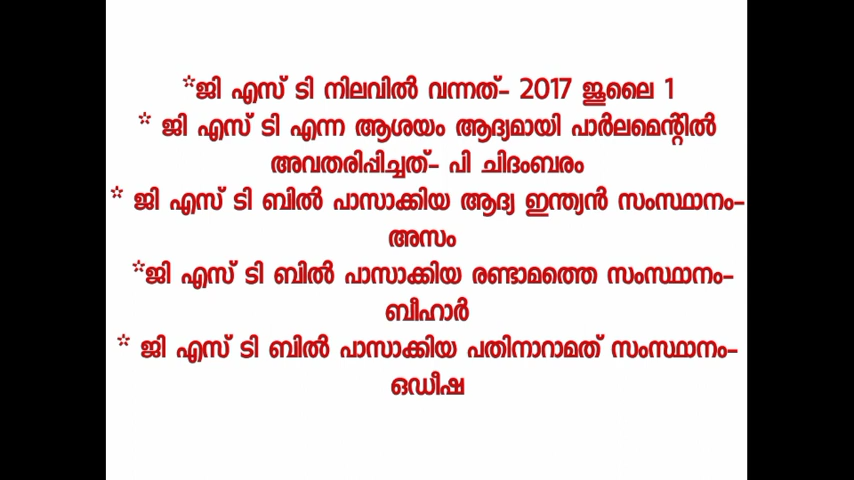 *ജി എസ് ടി നിലവിൽ വന്നത്- 2017 ജൂലൈ 1
* ജി എസ് ടി എന്ന ആശയം ആദ്യമായി പാർലമെന്റിൽ
അവതരിപ്പിച്ചത്- പി ചിദംബരം
* ജി എസ് ടി ബിൽ പാസാക്കിയ ആദ്യ ഇന്ത്യൻ സംസ്ഥാനം-
അസം
*ജി എസ് ടി ബിൽ പാസാക്കിയ രണ്ടാമത്തെ സംസ്ഥാനം-
ബീഹാർ
* ജി എസ് ടി ബിൽ പാസാക്കിയ പതിനാറാമത് സംസ്ഥാനം-
ഒഡീഷ